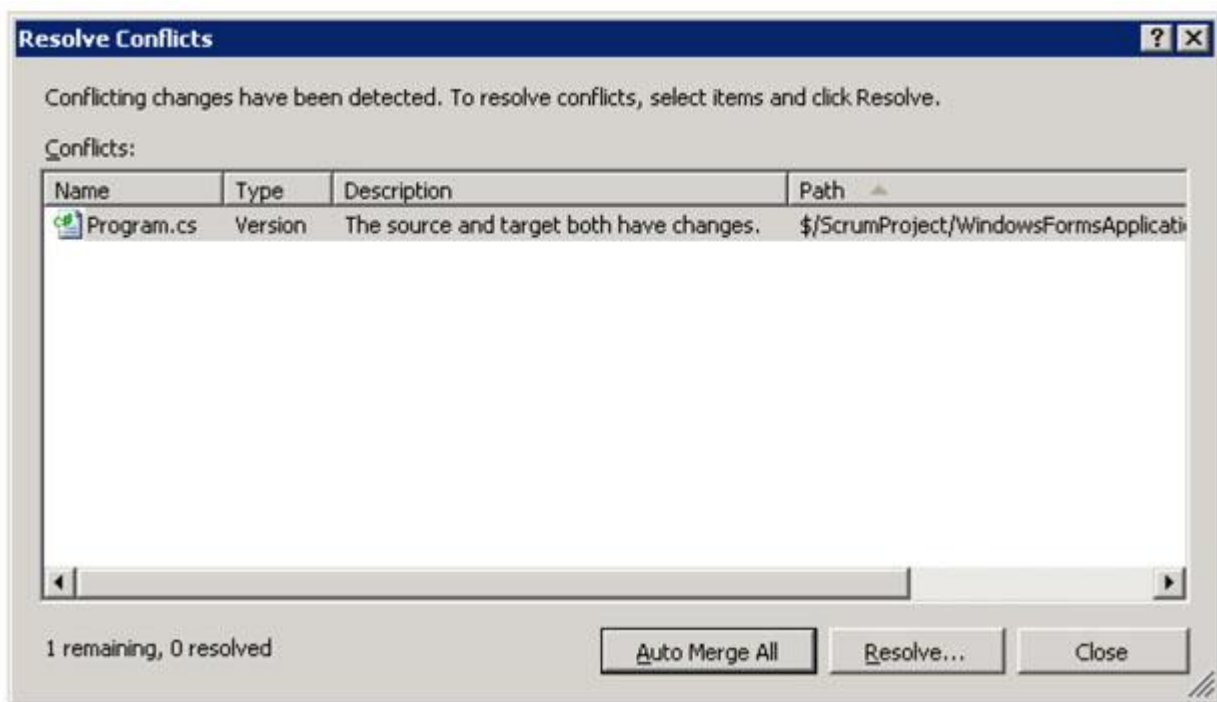 Resolve Conflicts
Conflicting changes have been detected. To resolve conflicts, select items and click Resolve.
Conflicts:
Name Type Description Path
Program.cs Version The source and target both have changes. $/ScrumProject/WindowsFormsApplicati
1 remaining, 0 resolved
Auto Merge All Resolve... Close